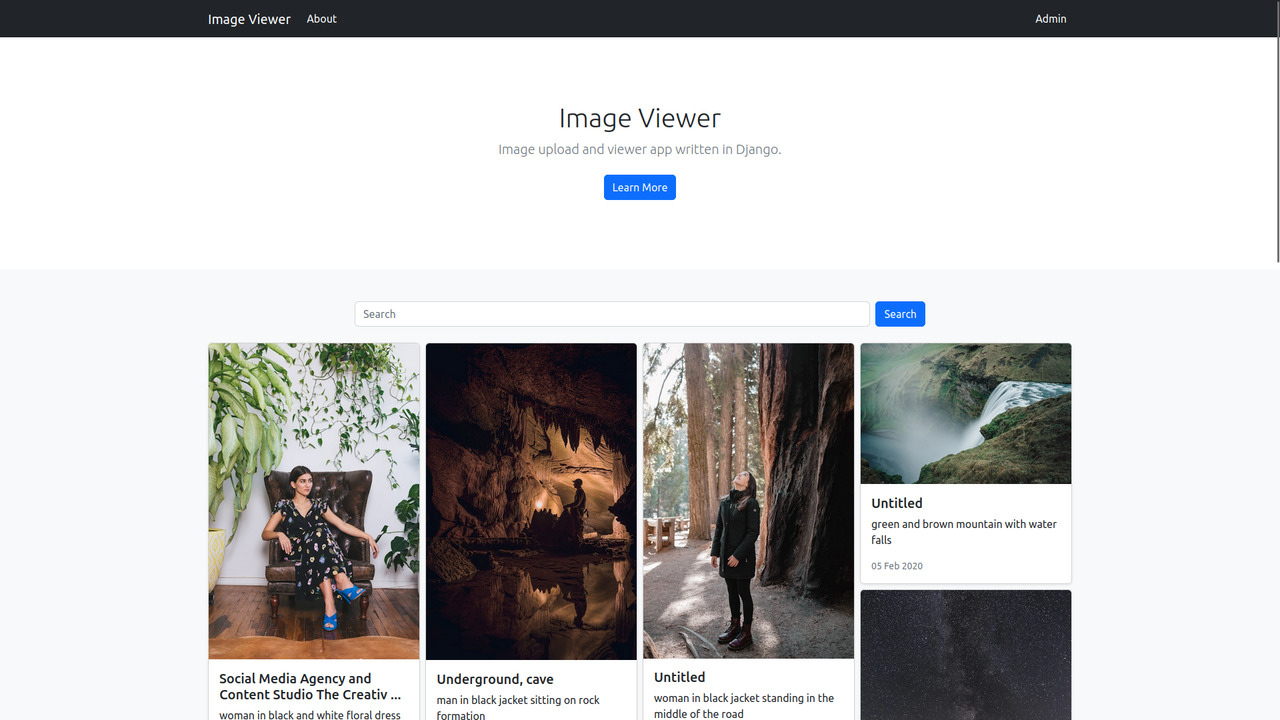 Image Viewer
About
Admin
Image Viewer
Image upload and viewer app written in Django.
Learn More
Search
Search
Social Media Agency and
Content Studio The Creativ ...
woman in black and white floral dress
Underground, cave
man in black jacket sitting on rock
formation
Untitled
woman in black jacket standing in the
middle of the road
Untitled
green and brown mountain with water
falls
05 Feb 2020